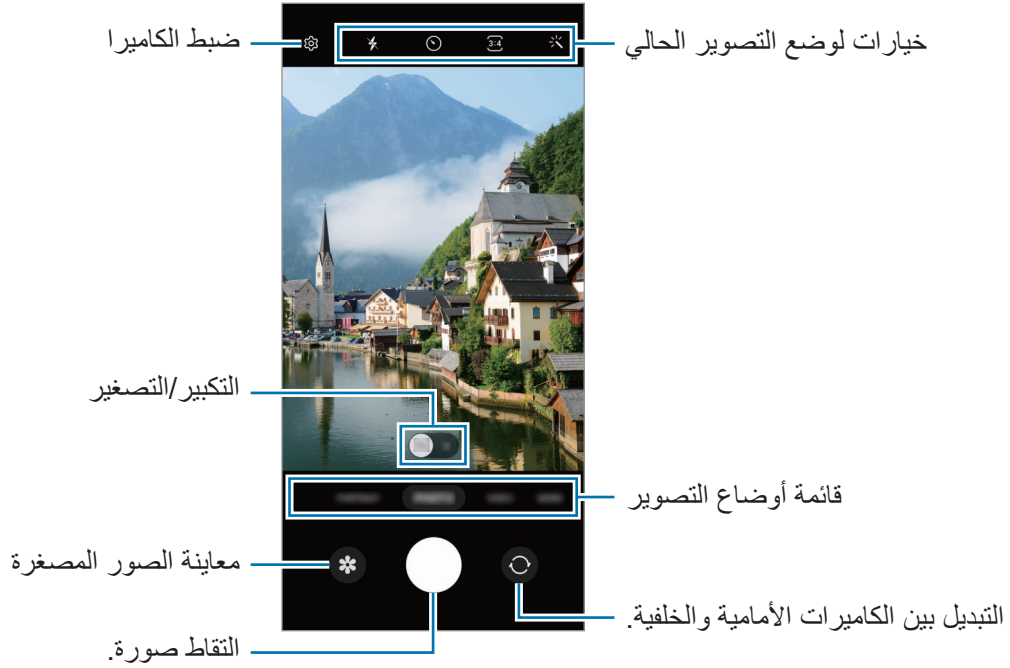 ضبط الكاميرا
خيارات لوضع التصوير الحالي
3:4
التكبير/التصغير
قائمة أوضاع التصوير
معاينة الصور المصغرة
التبديل بين الكاميرات الأمامية والخلفية.
التقاط صورة.